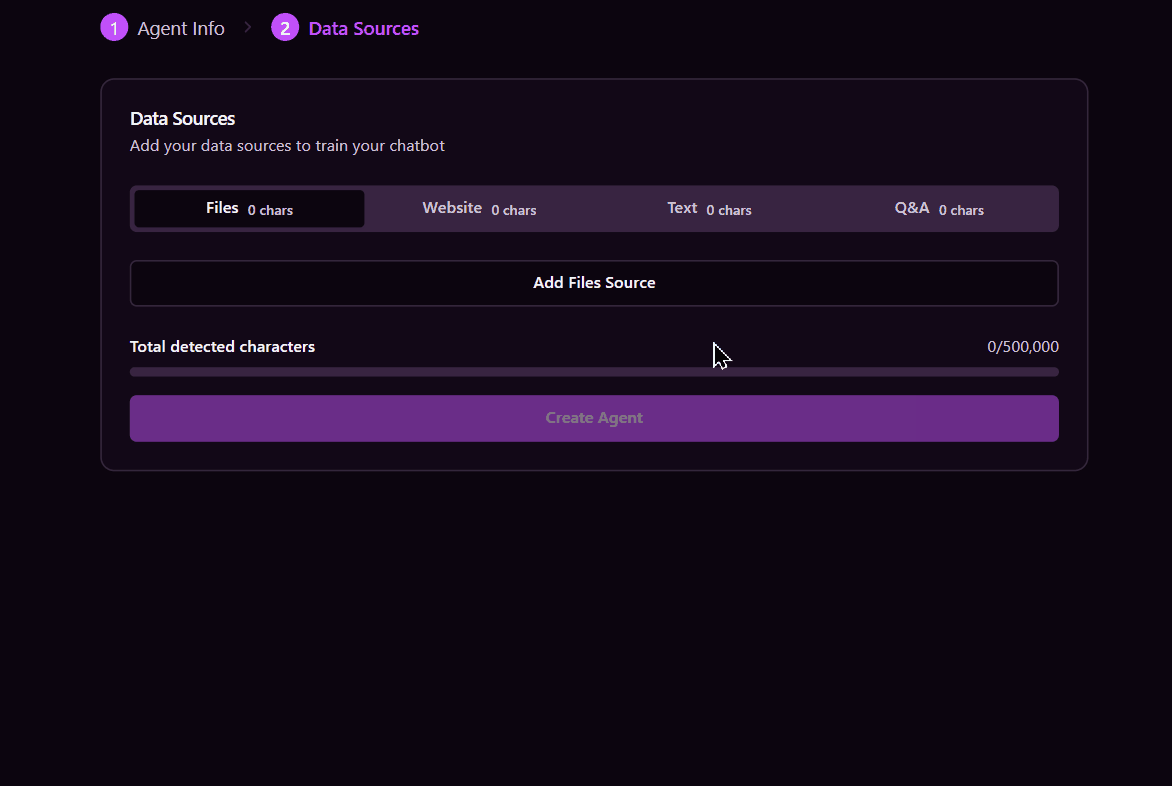 1 Agent Info > 2 Data Sources
Data Sources
Add your data sources to train your chatbot
Files 0 chars Website 0 chars Text 0 chars Q&A 0 chars
Add Files Source
Total detected characters 0/500,000
Create Agent